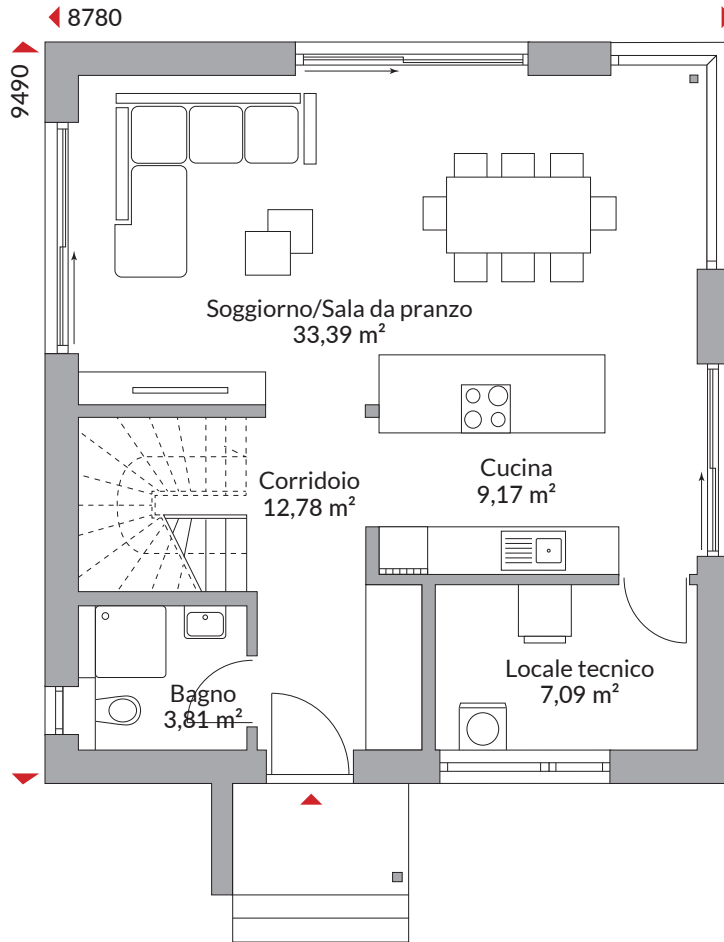 8780
9490
Soggiorno/Sala da pranzo
33,39 m²
Corridoio
12,78 m²
Cucina
9,17 m²
Bagno
3,81 m²
Locale tecnico
7,09 m²